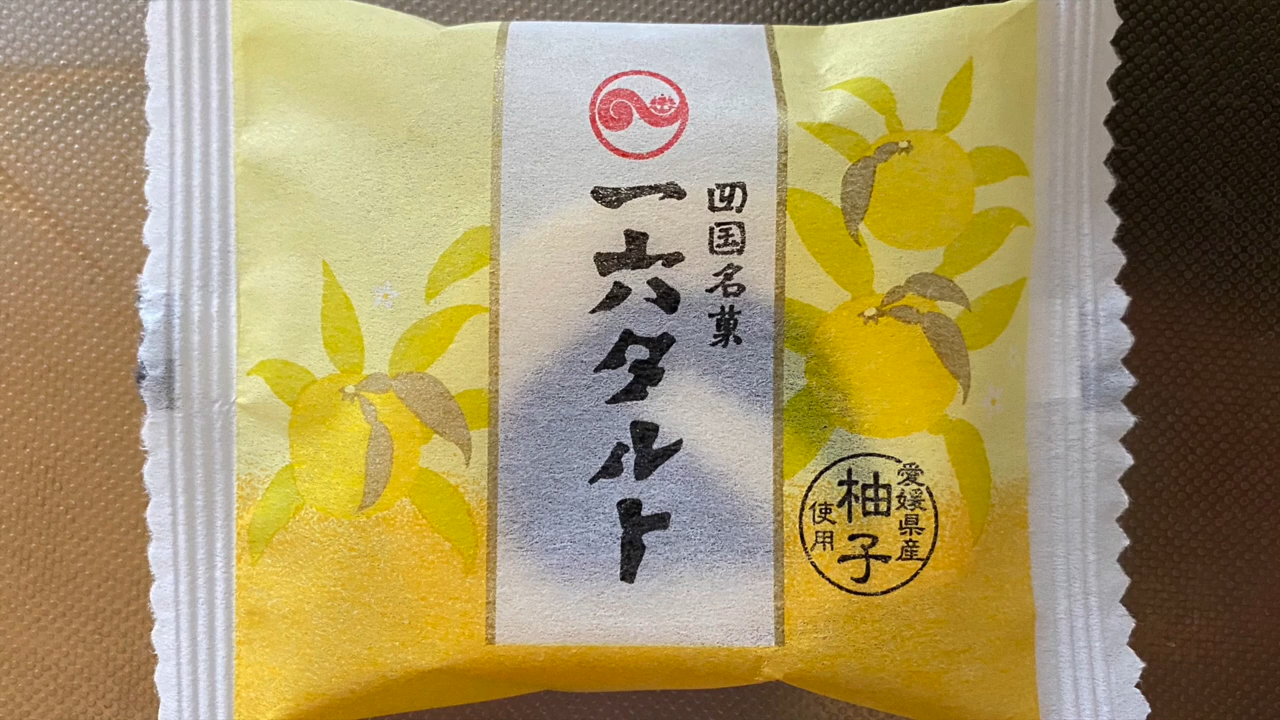 四国名菓
一六タルト
愛媛県産
柚子
使用